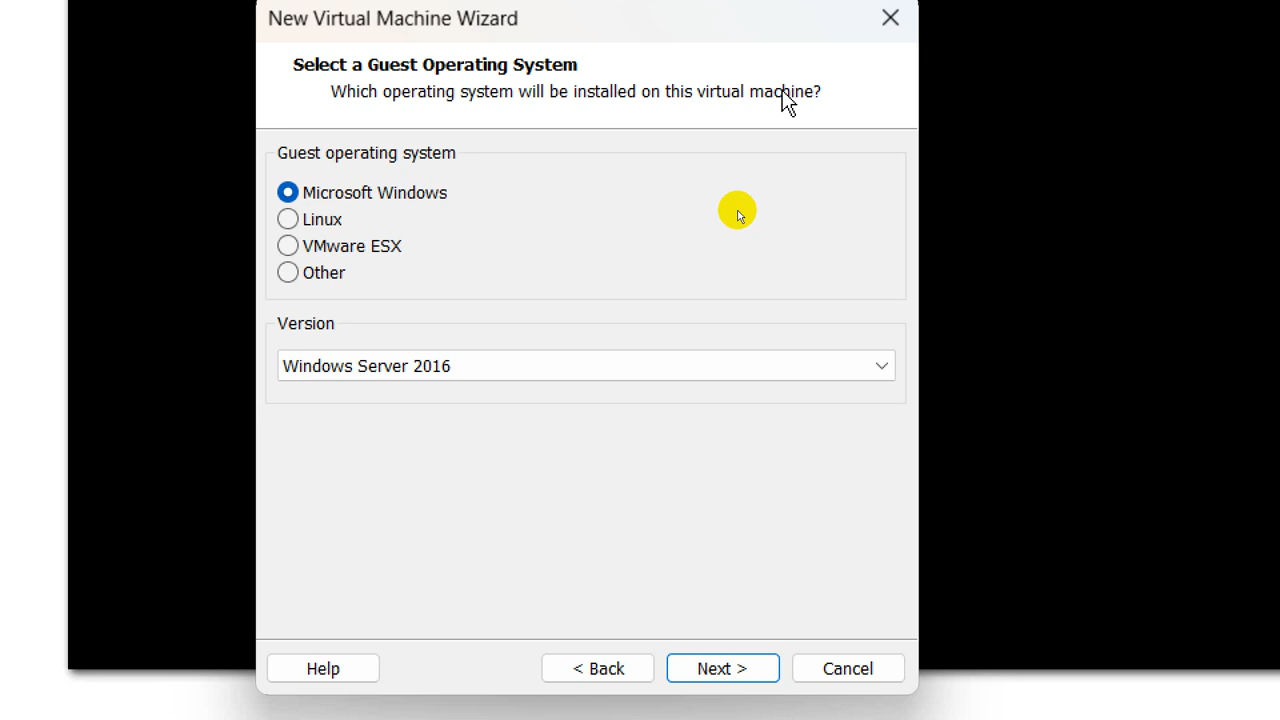 New Virtual Machine Wizard
Select a Guest Operating System
Which operating system will be installed on this virtual machine?
Guest operating system
Microsoft Windows
Linux
VMware ESX
Other
Version
Windows Server 2016
Help
< Back
Next >
Cancel